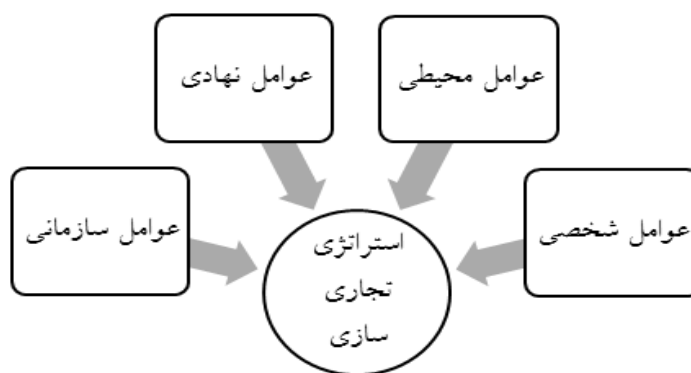 عوامل محیطی
عوامل نهادی
عوامل شخصی
عوامل سازمانی
استراتژی
تجاری
سازی